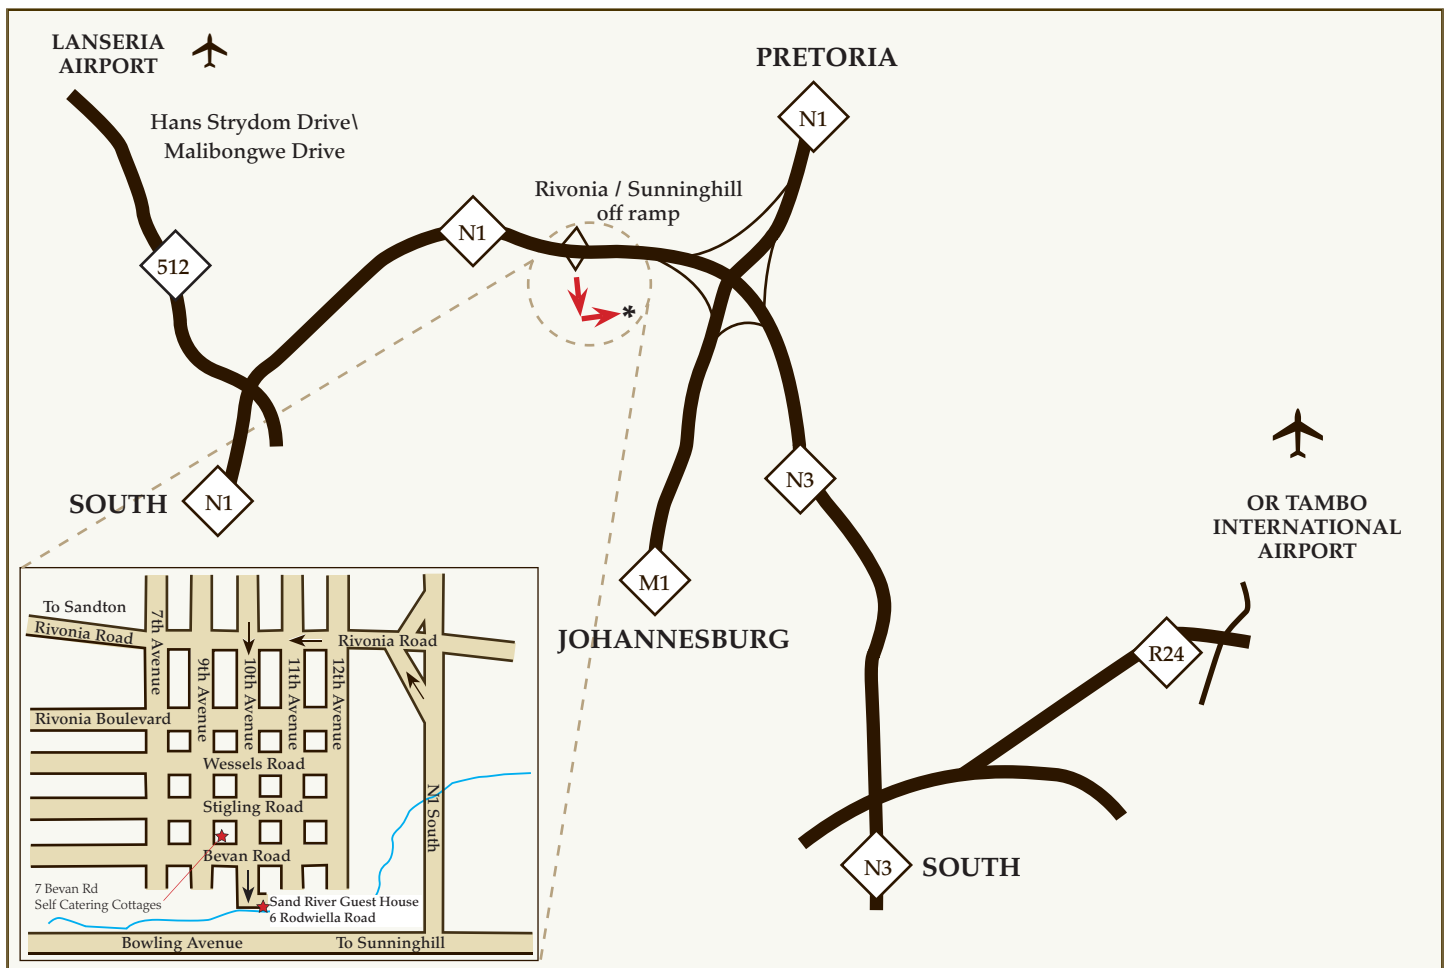 LANSERIA
AIRPORT
Hans Strydom Drive\
Malibongwe Drive
PRETORIA
N1
Rivonia / Sunninghill
off ramp
N1
512
*
SOUTH
N1
N3
M1
JOHANNESBURG
OR TAMBO
INTERNATIONAL
AIRPORT
R24
N3
SOUTH
To Sandton
Rivonia Road
7th Avenue
9th Avenue
10th Avenue
11th Avenue
12th Avenue
Rivonia Road
Rivonia Boulevard
Wessels Road
Stigling Road
Bevan Road
N1 South
7 Bevan Rd
Self Catering Cottages
Sand River Guest House
6 Rodwiella Road
Bowling Avenue
To Sunninghill